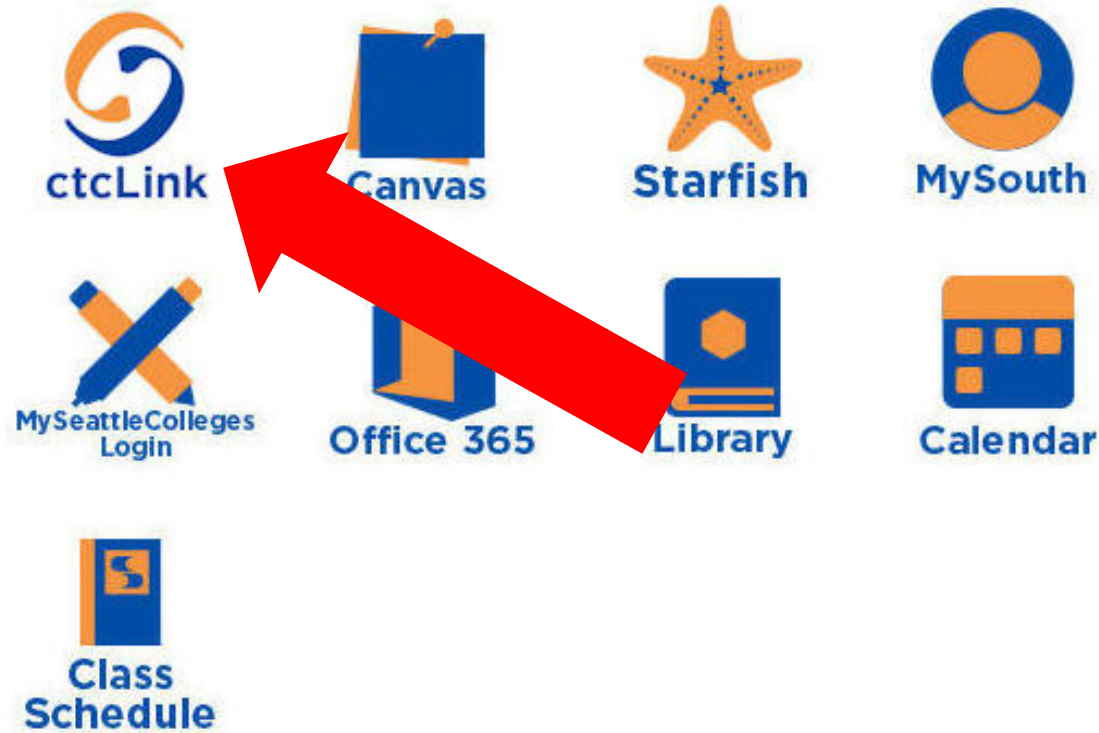 ctcLink
Canvas
Starfish
MySouth
MySeattleColleges
Login
Office 365
Library
Calendar
Class
Schedule